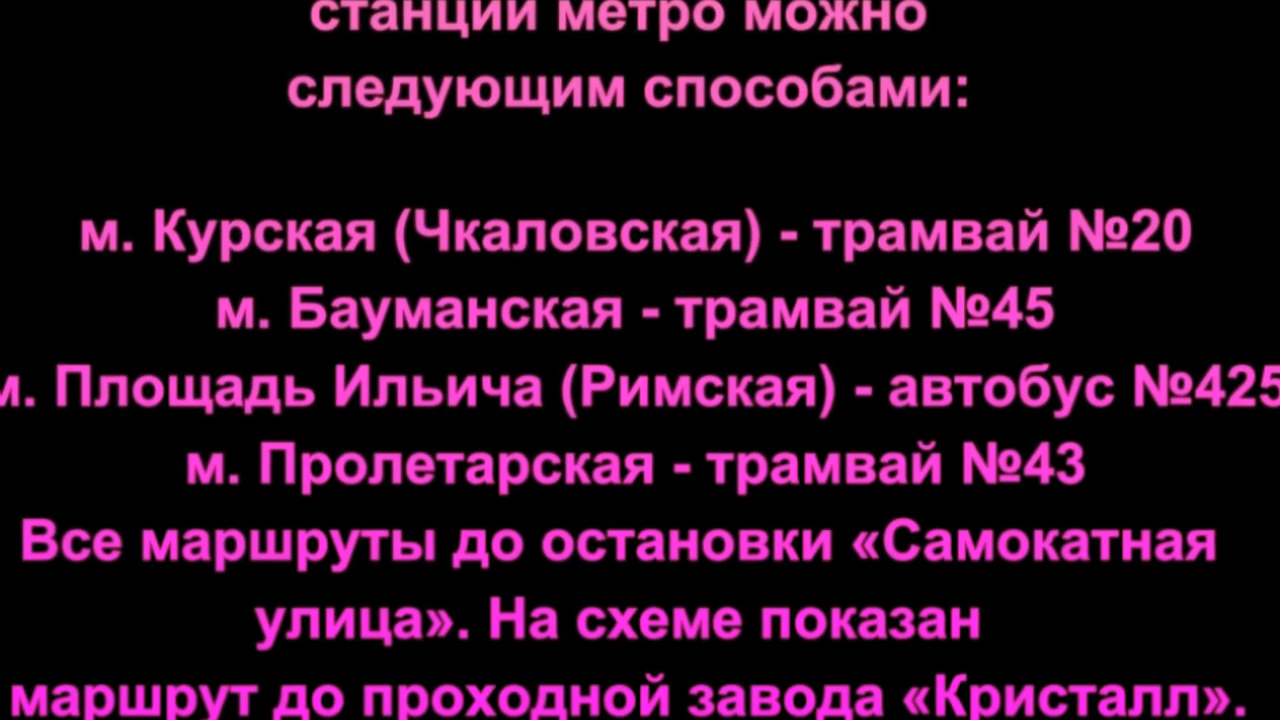 станций метро можно
следующим способами:
м. Курская (Чкаловская) - трамвай №20
м. Бауманская - трамвай №45
м. Площадь Ильича (Римская) - автобус №425
м. Пролетарская - трамвай №43
Все маршруты до остановки «Самокатная
улица». На схеме показан
маршрут до проходной завода «Кристалл».